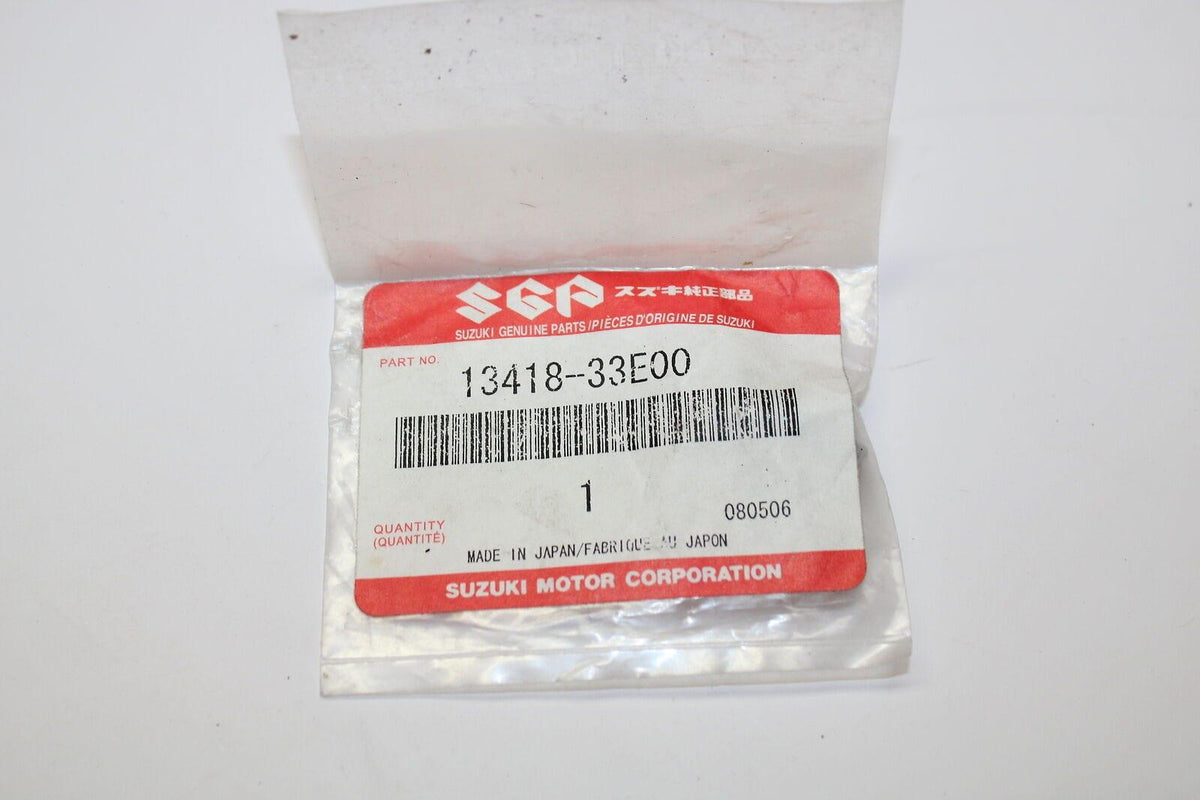 SGP スズキ純正部品
SUZUKI GENUINE PARTS/PIÈCES D'ORIGINE DE SUZUKI
PART NO. 13418-33E00
1
080506
QUANTITY
(QUANTITÉ)
MADE IN JAPAN/FABRIQUE AU JAPON
SUZUKI MOTOR CORPORATION